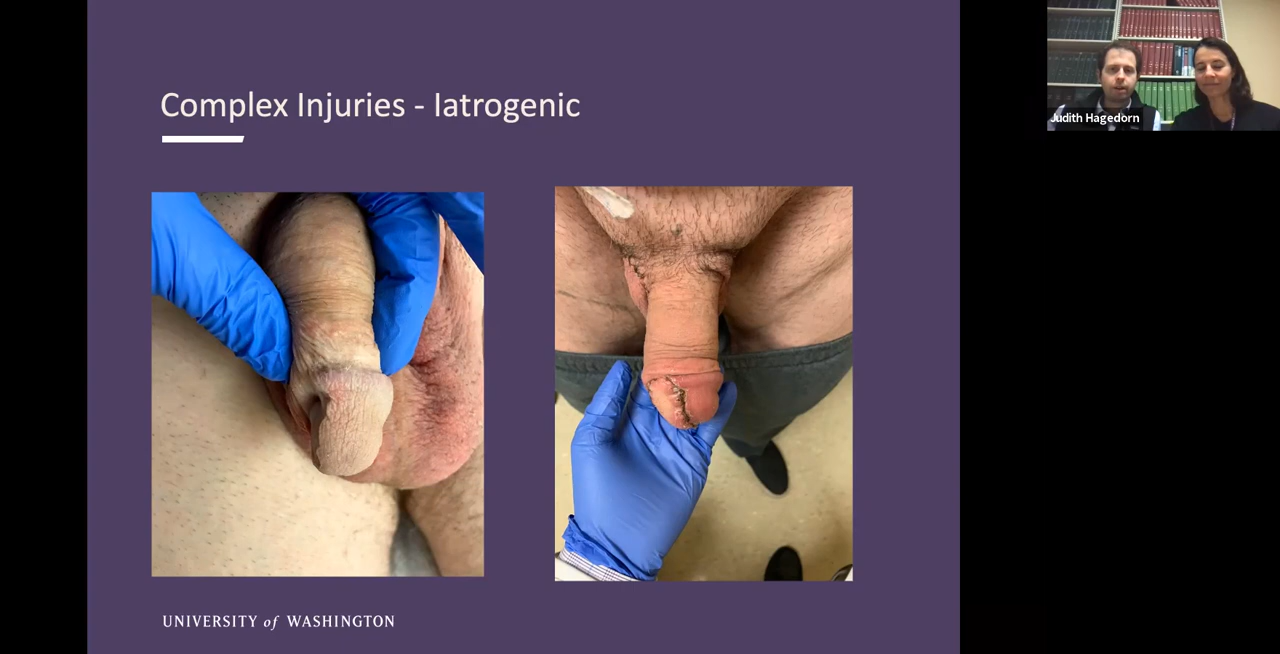 Complex Injuries - Iatrogenic
Judith Hagedorn
UNIVERSITY of WASHINGTON